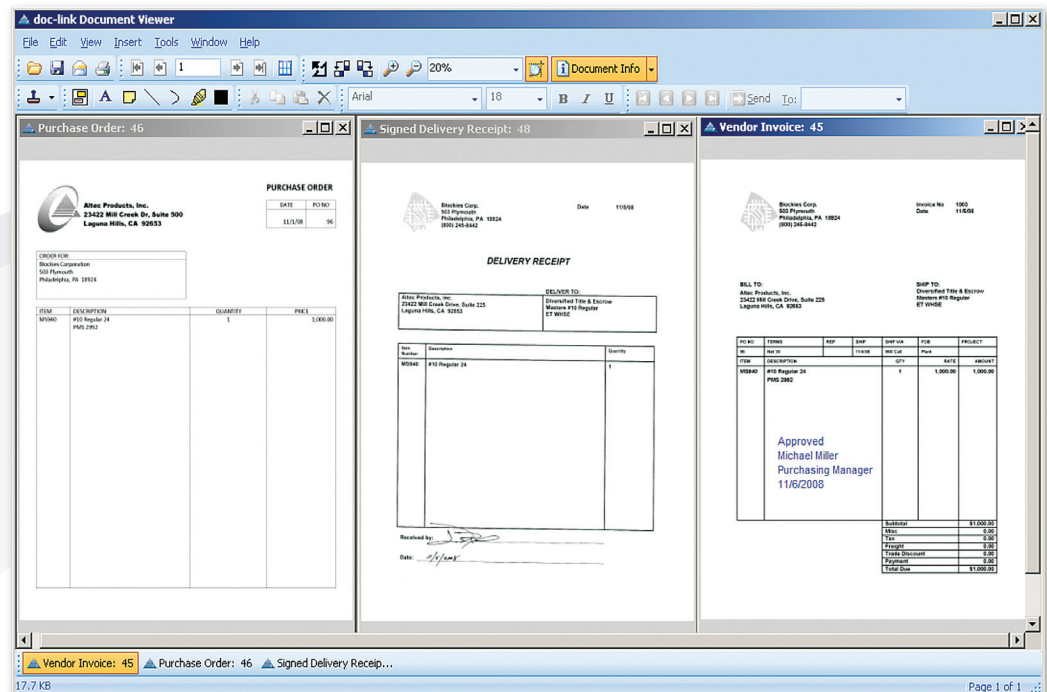 doc-link Document Viewer
File Edit View Insert Tools Window Help
1 20% Document Info
Arial 18 B I U Send To:
Purchase Order: 46
PURCHASE ORDER
Altec Products, Inc.
23422 Mill Creek Dr, Suite 500
Laguna Hills, CA 92653
DATE PO NO
11/1/08 96
ORDER FOR:
Blockies Corporation
503 Plymouth
Philadelphia, PA 18924
ITEM DESCRIPTION QUANTITY PRICE
MS940 #10 Regular 24 1 1,000.00
PMS 2992
Signed Delivery Receipt: 48
Blockies Corp. Date 11/5/08
503 Plymouth
Philadelphia, PA 18924
(800) 245-8442
DELIVERY RECEIPT
DELIVER TO:
Altec Products, Inc. Diversified Title & Escrow
23422 Mill Creek Drive, Suite 225 Masters #10 Regular
Laguna Hills, CA 92653 ET WHSE
Item Number Description Quantity
MS940 #10 Regular 24 1
Received by:
Date: 11/5/2008
Vendor Invoice: 45
Blockies Corp. Invoice No 1003
503 Plymouth Date 11/5/08
Philadelphia, PA 18924
(800) 245-8442
BILL TO: SHIP TO:
Altec Products, Inc. Diversified Title & Escrow
23422 Mill Creek Drive, Suite 225 Masters #10 Regular
Laguna Hills, CA 92653 ET WHSE
PO NO TERMS REP SHIP SHIP VIA FOB PROJECT
96 Net 30 11/4/08 Will Call Plant
ITEM DESCRIPTION QTY RATE AMOUNT
MS940 #10 Regular 24 1 1,000.00 1,000.00
PMS 2992
Approved
Michael Miller
Purchasing Manager
11/6/2008
Subtotal $1,000.00
Misc 0.00
Tax 0.00
Freight 0.00
Trade Discount 0.00
Payment 0.00
Total Due $1,000.00
Vendor Invoice: 45 Purchase Order: 46 Signed Delivery Receip...
17.7 KB Page 1 of 1